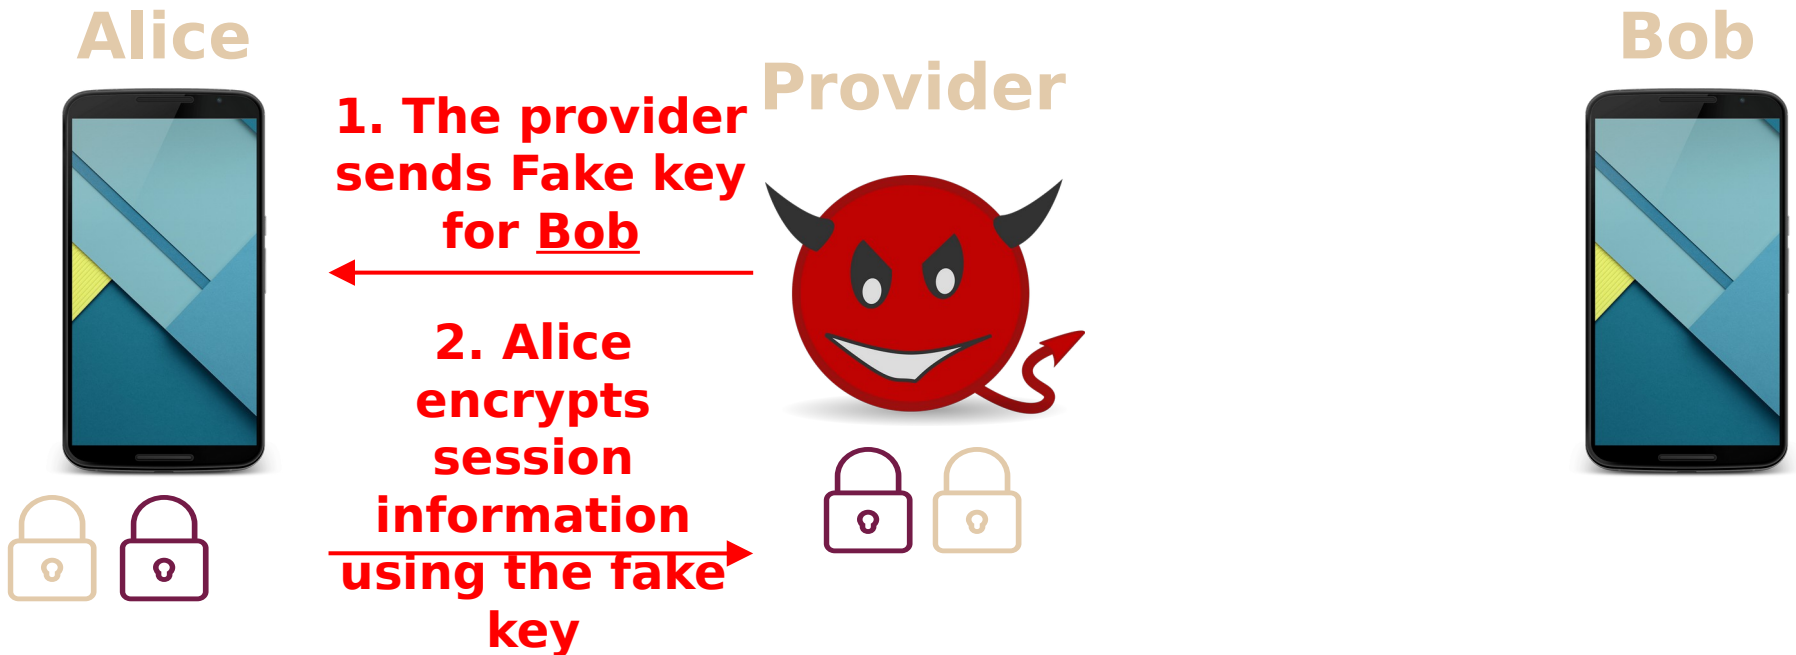 Alice
Provider
Bob
1. The provider
sends Fake key
for Bob
2. Alice
encrypts
session
information
using the fake
key